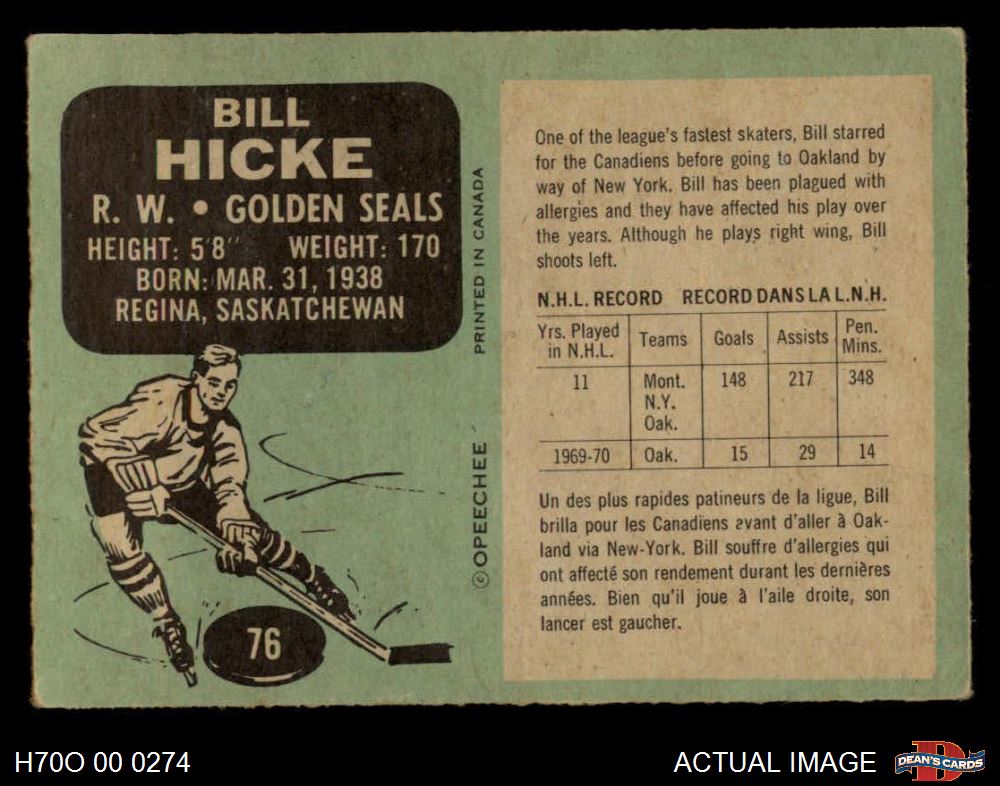 BILL
HICKE
R. W. • GOLDEN SEALS
HEIGHT: 5'8" WEIGHT: 170
BORN: MAR. 31, 1938
REGINA, SASKATCHEWAN
76
PRINTED IN CANADA
© OPEECHEE
One of the league's fastest skaters, Bill starred
for the Canadiens before going to Oakland by
way of New York. Bill has been plagued with
allergies and they have affected his play over
the years. Although he plays right wing, Bill
shoots left.
N.H.L. RECORD RECORD DANS LA L.N.H.
Yrs. Played in N.H.L. Teams Goals Assists Pen. Mins.
11 Mont. 148 217 348
N.Y.
Oak.
1969-70 Oak. 15 29 14
Un des plus rapides patineurs de la ligue, Bill
brilla pour les Canadiens avant d'aller à Oak-
land via New-York. Bill souffre d'allergies qui
ont affecté son rendement durant les dernières
années. Bien qu'il joue à l'aile droite, son
lancer est gaucher.
H70O 00 0274
ACTUAL IMAGE
D
DEAN'S CARDS